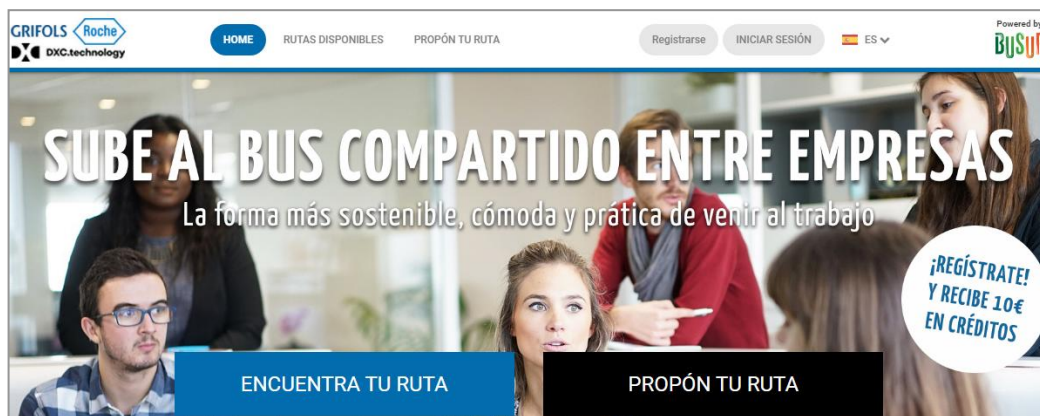 GRIFOLS Roche
DXC.technology
HOME RUTAS DISPONIBLES PROPÓN TU RUTA Registrarse INICIAR SESIÓN ES
Powered by
SUBE AL BUS COMPARTIDO ENTRE EMPRESAS
La forma más sostenible, cómoda y prática de venir al trabajo
¡REGÍSTRATE!
Y RECIBE 10€
EN CRÉDITOS
ENCUENTRA TU RUTA PROPÓN TU RUTA